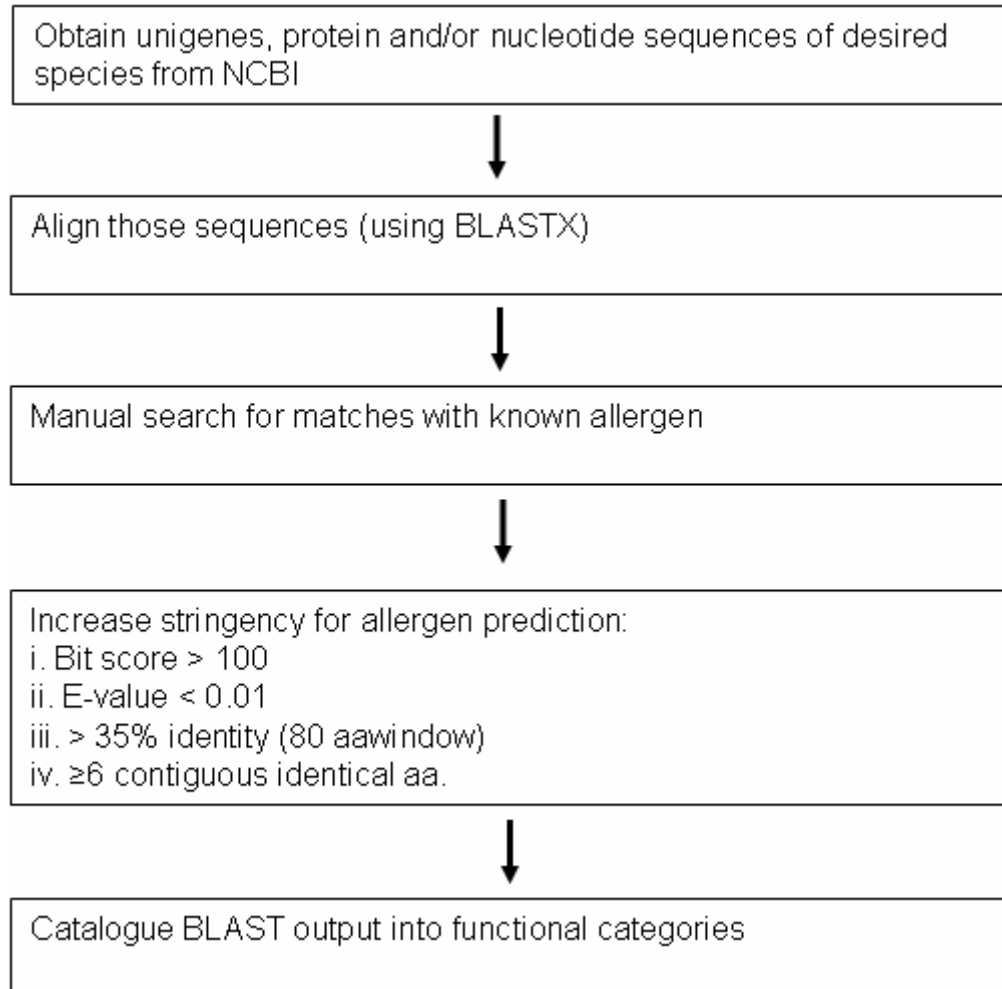 Obtain unigenes, protein and/or nucleotide sequences of desired
species from NCBI
Align those sequences (using BLASTX)
Manual search for matches with known allergen
Increase stringency for allergen prediction:
i. Bit score > 100
ii. E-value < 0.01
iii. > 35% identity (80 aawindow)
iv. ≥6 contiguous identical aa.
Catalogue BLAST output into functional categories